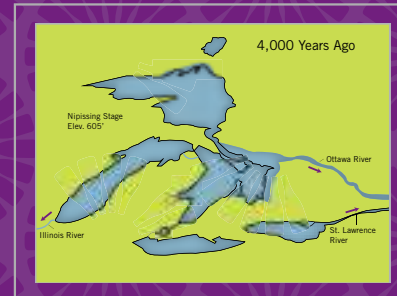 4,000 Years Ago
Nipissing Stage
Elev. 605'
Ottawa River
Illinois River
St. Lawrence
River